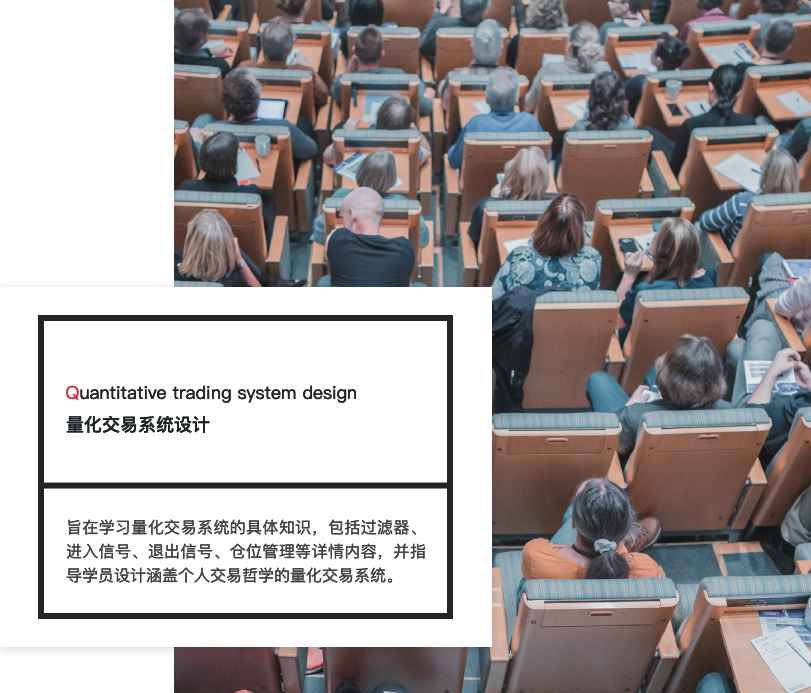 Quantitative trading system design
量化交易系统设计
旨在学习量化交易系统的具体知识，包括过滤器、
进入信号、退出信号、仓位管理等详情内容，并指
导学员设计涵盖个人交易哲学的量化交易系统。